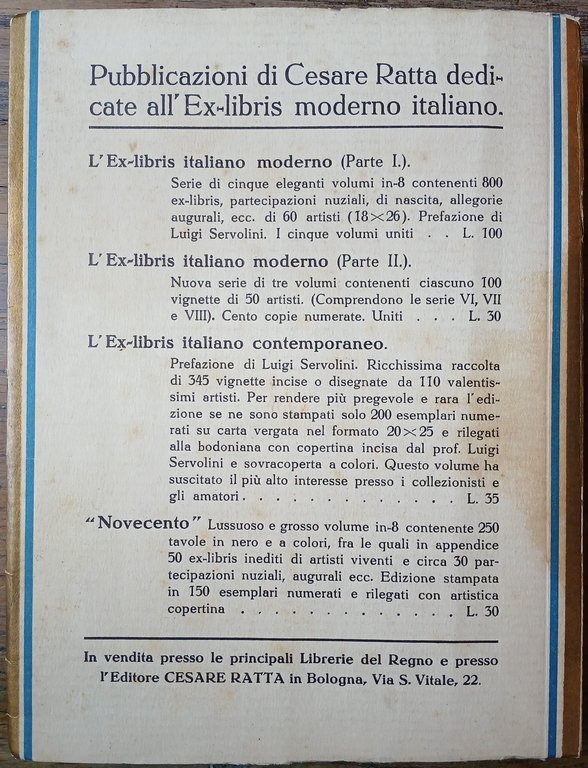 Pubblicazioni di Cesare Ratta dedi-
cate all'Ex-libris moderno italiano.
L'Ex-libris italiano moderno (Parte I.).
Serie di cinque eleganti volumi in-8 contenenti 800
ex-libris, partecipazioni nuziali, di nascita, allegorie
augurali, ecc. di 60 artisti (18×26). Prefazione di
Luigi Servolini. I cinque volumi uniti . . L. 100
L'Ex-libris italiano moderno (Parte II.).
Nuova serie di tre volumi contenenti ciascuno 100
vignette di 50 artisti. (Comprendono le serie VI, VII
e VIII). Cento copie numerate. Uniti . . . L. 30
L'Ex-libris italiano contemporaneo.
Prefazione di Luigi Servolini. Ricchissima raccolta
di 345 vignette incise o disegnate da 110 valentis-
simi artisti. Per rendere più pregevole e rara l'edi-
zione se ne sono stampati solo 200 esemplari nume-
rati su carta vergata nel formato 20×25 e rilegati
alla bodoniana con copertina incisa dal prof. Luigi
Servolini e sovracoperta a colori. Questo volume ha
suscitato il più alto interesse presso i collezionisti e
gli amatori . . . . . . . . . . . . . L. 35
"Novecento" Lussuoso e grosso volume in-8 contenente 250
tavole in nero e a colori, fra le quali in appendice
50 ex-libris inediti di artisti viventi e circa 30 par-
tecipazioni nuziali, augurali ecc. Edizione stampata
in 150 esemplari numerati e rilegati con artistica
copertina . . . . . . . . . . . . . L. 30
In vendita presso le principali Librerie del Regno e presso
l'Editore CESARE RATTA in Bologna, Via S. Vitale, 22.